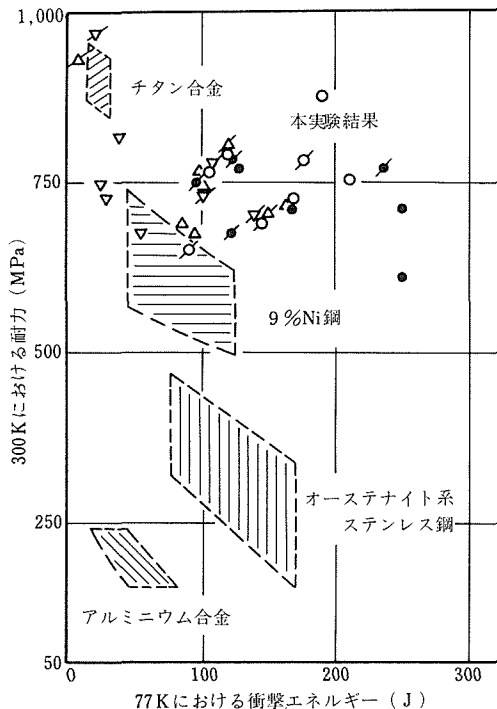 1,000
チタン合金
本実験結果
750
9%Ni鋼
500
300Kにおける耐力(MPa)
オーステナイト系
ステンレス鋼
250
アルミニウム合金
50
0
100
200
300
77Kにおける衝撃エネルギー(J)